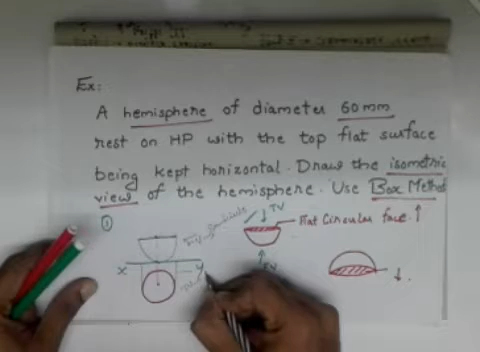 Ex:
A hemisphere of diameter 60 mm
rest on HP with the top flat surface
being kept horizontal. Draw the isometric
view of the hemisphere. Use Box Method
①
TV
Flat Circular face ↑
X
Y
TV
↓